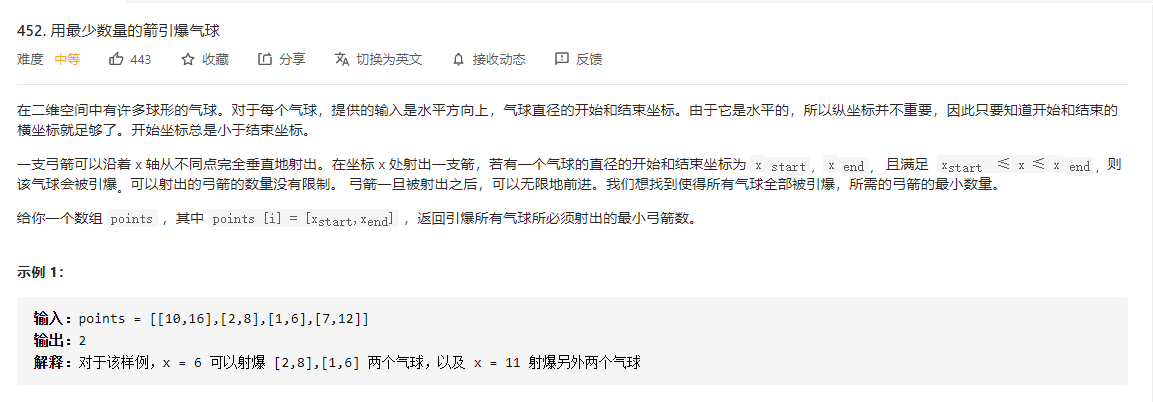 452. 用最少数量的箭引爆气球
难度 中等 443 收藏 分享 切换为英文 接收动态 反馈
在二维空间中有许多球形的气球。对于每个气球，提供的输入是水平方向上，气球直径的开始和结束坐标。由于它是水平的，所以纵坐标并不重要，因此只要知道开始和结束的
横坐标就足够了。开始坐标总是小于结束坐标。
一支弓箭可以沿着 x 轴从不同点完全垂直地射出。在坐标 x 处射出一支箭，若有一个气球的直径的开始和结束坐标为 x start, x end, 且满足 xstart ≤ x ≤ x end, 则
该气球会被引爆。可以射出的弓箭的数量没有限制。 弓箭一旦被射出之后，可以无限地前进。我们想找到使得所有气球全部被引爆，所需的弓箭的最小数量。
给你一个数组 points ，其中 points [i] = [xstart,xend] ，返回引爆所有气球所必须射出的最小弓箭数。
示例 1：
输入：points = [[10,16],[2,8],[1,6],[7,12]]
输出：2
解释：对于该样例，x = 6 可以射爆 [2,8],[1,6] 两个气球，以及 x = 11 射爆另外两个气球